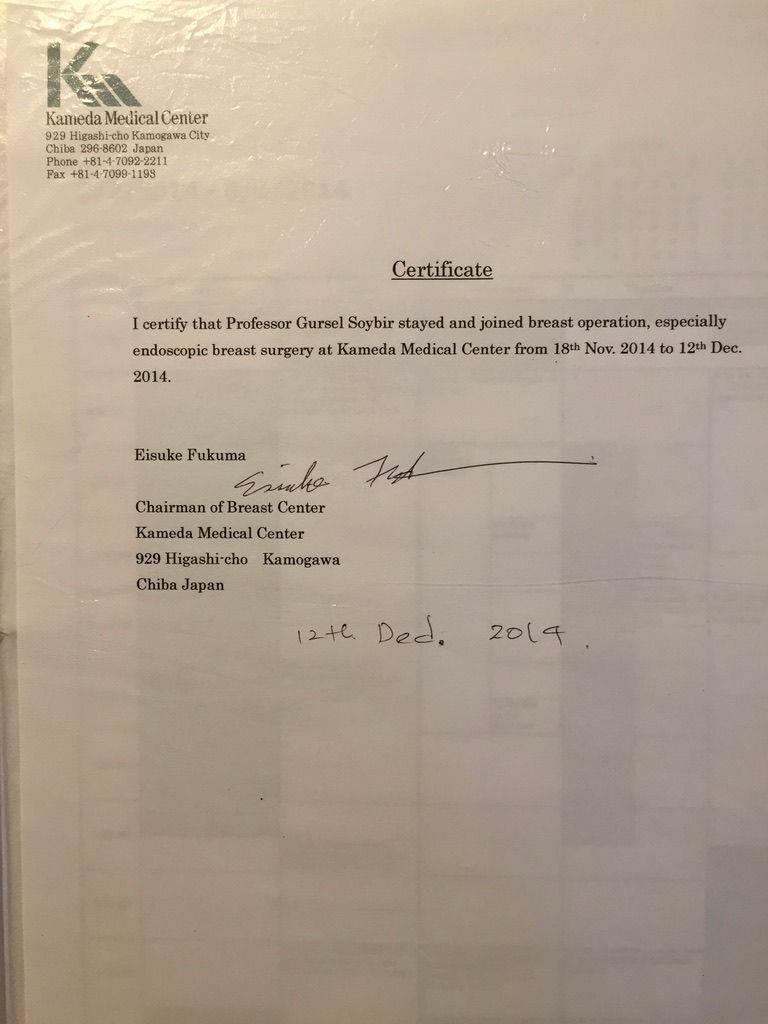 Kameda Medical Center
929 Higashi-cho Kamogawa City
Chiba 296-8602 Japan
Phone +81-4-7092-2211
Fax +81-4-7099-1193
Certificate
I certify that Professor Gursel Soybir stayed and joined breast operation, especially
endoscopic breast surgery at Kameda Medical Center from 18th Nov. 2014 to 12th Dec.
2014.
Eisuke Fukuma
Chairman of Breast Center
Kameda Medical Center
929 Higashi-cho Kamogawa
Chiba Japan
12th Ded. 2014.